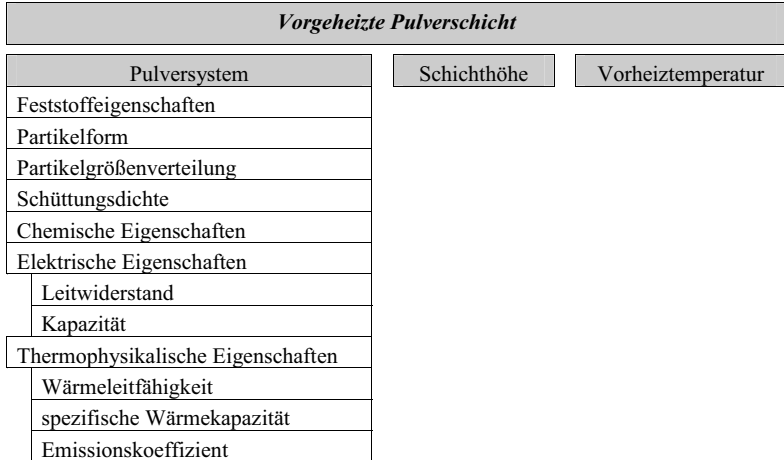 Vorgeheizte Pulverschicht
Pulversystem
Schichthöhe
Vorheiztemperatur
Feststoffeigenschaften
Partikelform
Partikelgrößenverteilung
Schüttungsdichte
Chemische Eigenschaften
Elektrische Eigenschaften
Leitwiderstand
Kapazität
Thermophysikalische Eigenschaften
Wärmeleitfähigkeit
spezifische Wärmekapazität
Emissionskoeffizient